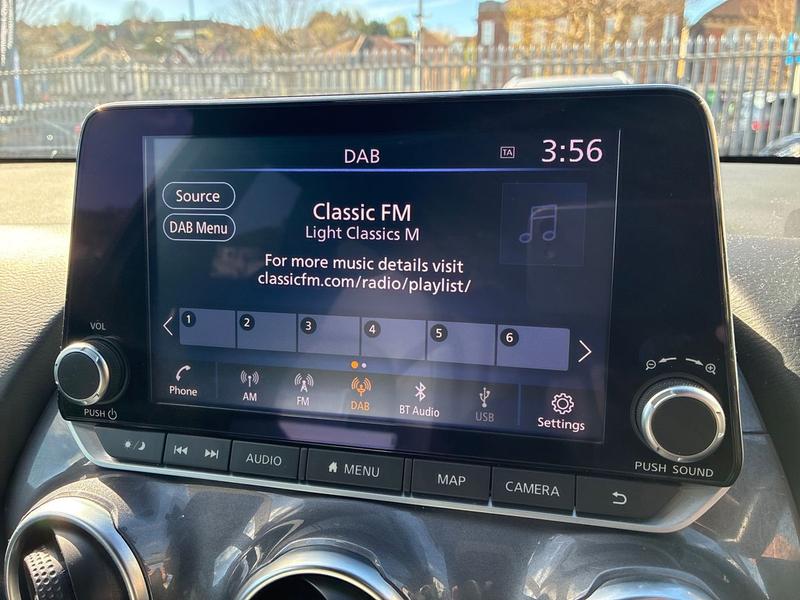 DAB
TA
3:56
Source
Classic FM
DAB Menu
Light Classics M
For more music details visit
classicfm.com/radio/playlist/
1 2 3 4 5 6
VOL
Phone AM FM DAB BT Audio USB Settings
PUSH
PUSH SOUND
AUDIO MENU MAP CAMERA